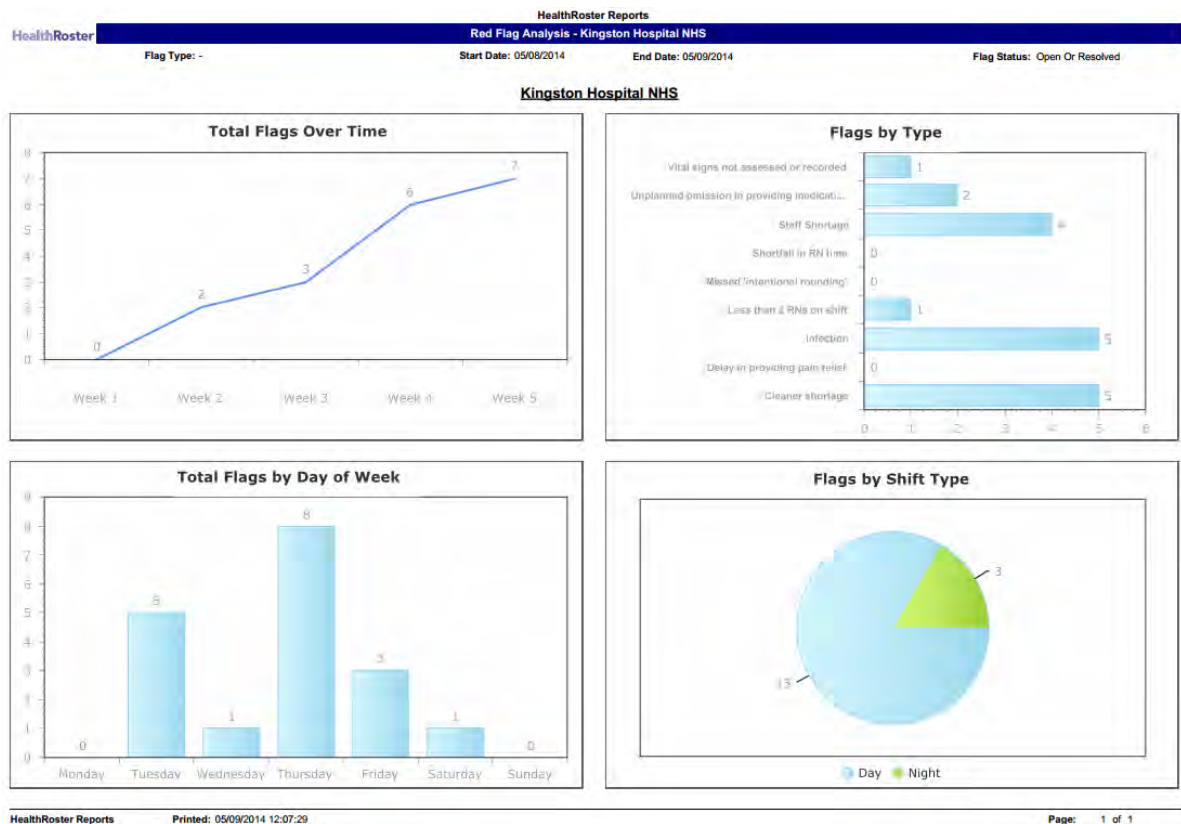 HealthRoster Reports
HealthRoster
Red Flag Analysis - Kingston Hospital NHS
Flag Type: - Start Date: 05/08/2014 End Date: 05/09/2014 Flag Status: Open Or Resolved
Kingston Hospital NHS
Total Flags Over Time
8
7
6
5
4
3
2
1
0
0
2
3
6
7
Week 1 Week 2 Week 3 Week 4 Week 5
Flags by Type
Vital signs not assessed or recorded 1
Unplanned omission in providing medicati... 2
Staff Shortage 4
Shortfall in RN time 0
Missed 'intentional rounding' 0
Less than 2 RNs on shift 1
Infection 5
Delay in providing pain relief 0
Cleaner shortage 5
0 1 2 3 4 5 6
Total Flags by Day of Week
9
8
7
6
5
4
3
2
1
0
0
5
1
8
3
1
0
Monday Tuesday Wednesday Thursday Friday Saturday Sunday
Flags by Shift Type
3
Day Night
HealthRoster Reports Printed: 05/09/2014 12:07:29 Page: 1 of 1